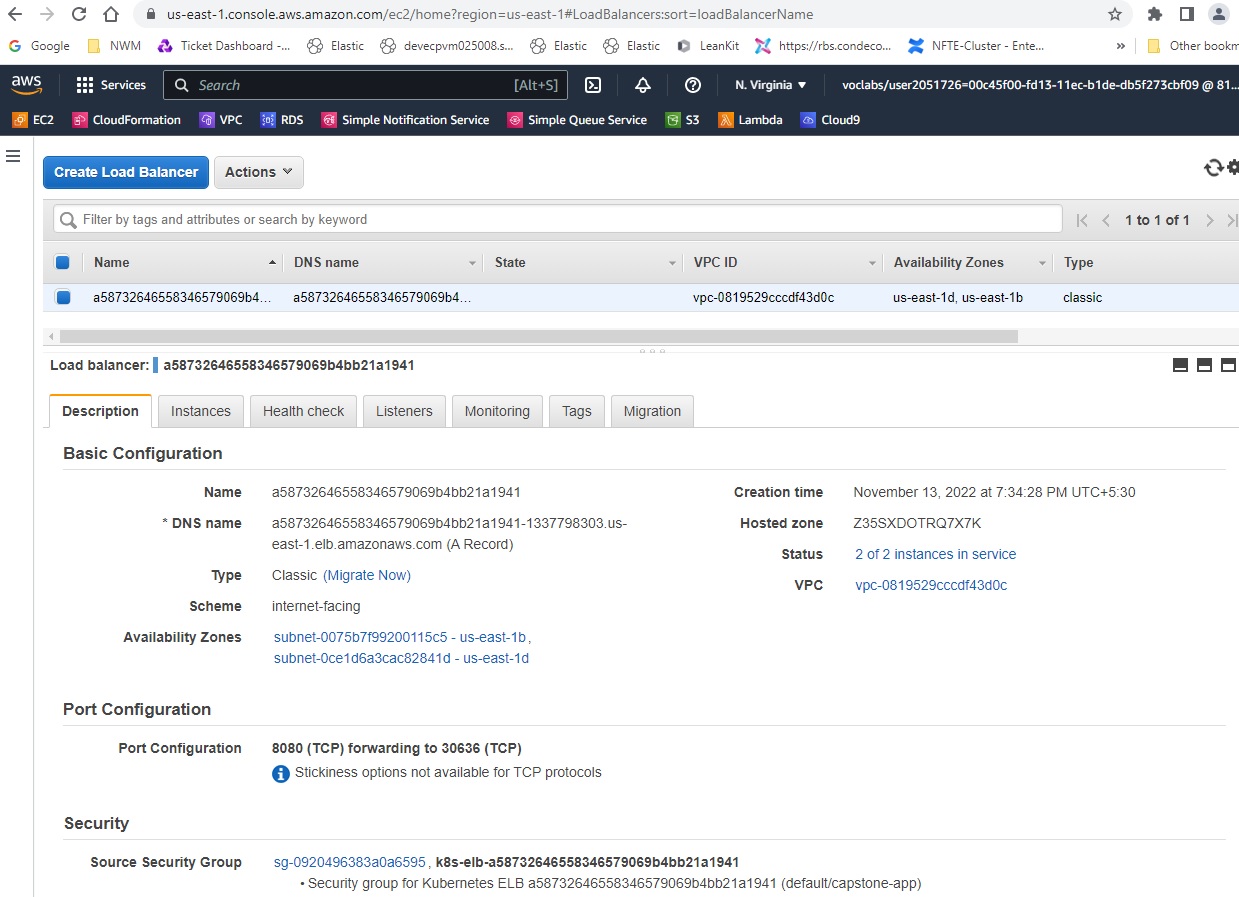 us-east-1.console.aws.amazon.com/ec2/home?region=us-east-1#LoadBalancers:sort=loadBalancerName
Google NWM Ticket Dashboard -... Elastic devecpvm025008.s... Elastic Elastic LeanKit https://rbs.condeco... NFTE-Cluster - Ente... » Other bookm
aws Services Search [Alt+S] N. Virginia voclabs/user2051726=00c45f00-fd13-11ec-b1de-db5f273cbf09 @ 81...
EC2 CloudFormation VPC RDS Simple Notification Service Simple Queue Service S3 Lambda Cloud9
Create Load Balancer Actions
Filter by tags and attributes or search by keyword 1 to 1 of 1
Name DNS name State VPC ID Availability Zones Type
a58732646558346579069b4... a58732646558346579069b4... vpc-0819529cccdf43d0c us-east-1d, us-east-1b classic
Load balancer: a58732646558346579069b4bb21a1941
Description Instances Health check Listeners Monitoring Tags Migration
Basic Configuration
Name a58732646558346579069b4bb21a1941 Creation time November 13, 2022 at 7:34:28 PM UTC+5:30
* DNS name a58732646558346579069b4bb21a1941-1337798303.us- Hosted zone Z35SXDOTRQ7X7K
east-1.elb.amazonaws.com (A Record) Status 2 of 2 instances in service
Type Classic (Migrate Now) VPC vpc-0819529cccdf43d0c
Scheme internet-facing
Availability Zones subnet-0075b7f99200115c5 - us-east-1b,
subnet-0ce1d6a3cac82841d - us-east-1d
Port Configuration
Port Configuration 8080 (TCP) forwarding to 30636 (TCP)
Stickiness options not available for TCP protocols
Security
Source Security Group sg-0920496383a0a6595, k8s-elb-a58732646558346579069b4bb21a1941
• Security group for Kubernetes ELB a58732646558346579069b4bb21a1941 (default/capstone-app)